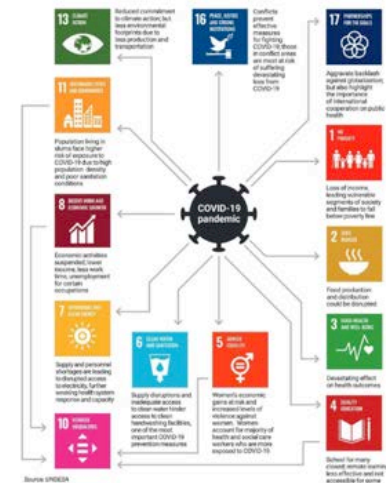 13 CLIMATE
ACTION
Reduced commitment
to climate action; but
less environmental
footprints due to
less production and
transportation
16 PEACE, JUSTICE
AND STRONG
INSTITUTIONS
Conflicts
prevent
effective
measures
for fighting
COVID-19; those
in conflict areas
are most at risk
of suffering
devastating
loss from
COVID-19
17 PARTNERSHIPS
FOR THE GOALS
Aggravate backlash
against globalization;
but also highlight
the importance
of international
cooperation on public
health
11 SUSTAINABLE CITIES
AND COMMUNITIES
Population living in
slums face higher
risk of exposure to
COVID-19 due to high
population density
and poor sanitation
conditions
1 NO
POVERTY
Loss of income,
leading vulnerable
segments of society
and families to fall
below poverty line
COVID-19
pandemic
8 DECENT WORK AND
ECONOMIC GROWTH
Economic activities
suspended, lower
income, less work
time, unemployment
for certain
occupations
2 ZERO
HUNGER
Food production
and distribution
could be disrupted
7 AFFORDABLE AND
CLEAN ENERGY
Supply and personnel
shortages are leading
to disrupted access
to electricity, further
weakening health system
response and capacity
6 CLEAN WATER
AND SANITATION
Supply disruptions and
inadequate access
to clean water hinder
access to clean
handwashing facilities,
one of the most
important COVID-19
prevention measures
5 GENDER
EQUALITY
Women's economic
gains at risk and
increased levels of
violence against
women. Women
account for majority of
health and social care
workers who are more
exposed to COVID-19
3 GOOD HEALTH
AND WELL-BEING
Devastating effect
on health outcomes
4 QUALITY
EDUCATION
School for many
closed; remote learning
less effective and not
accessible for some
10 REDUCED
INEQUALITIES
Source: UNDESA